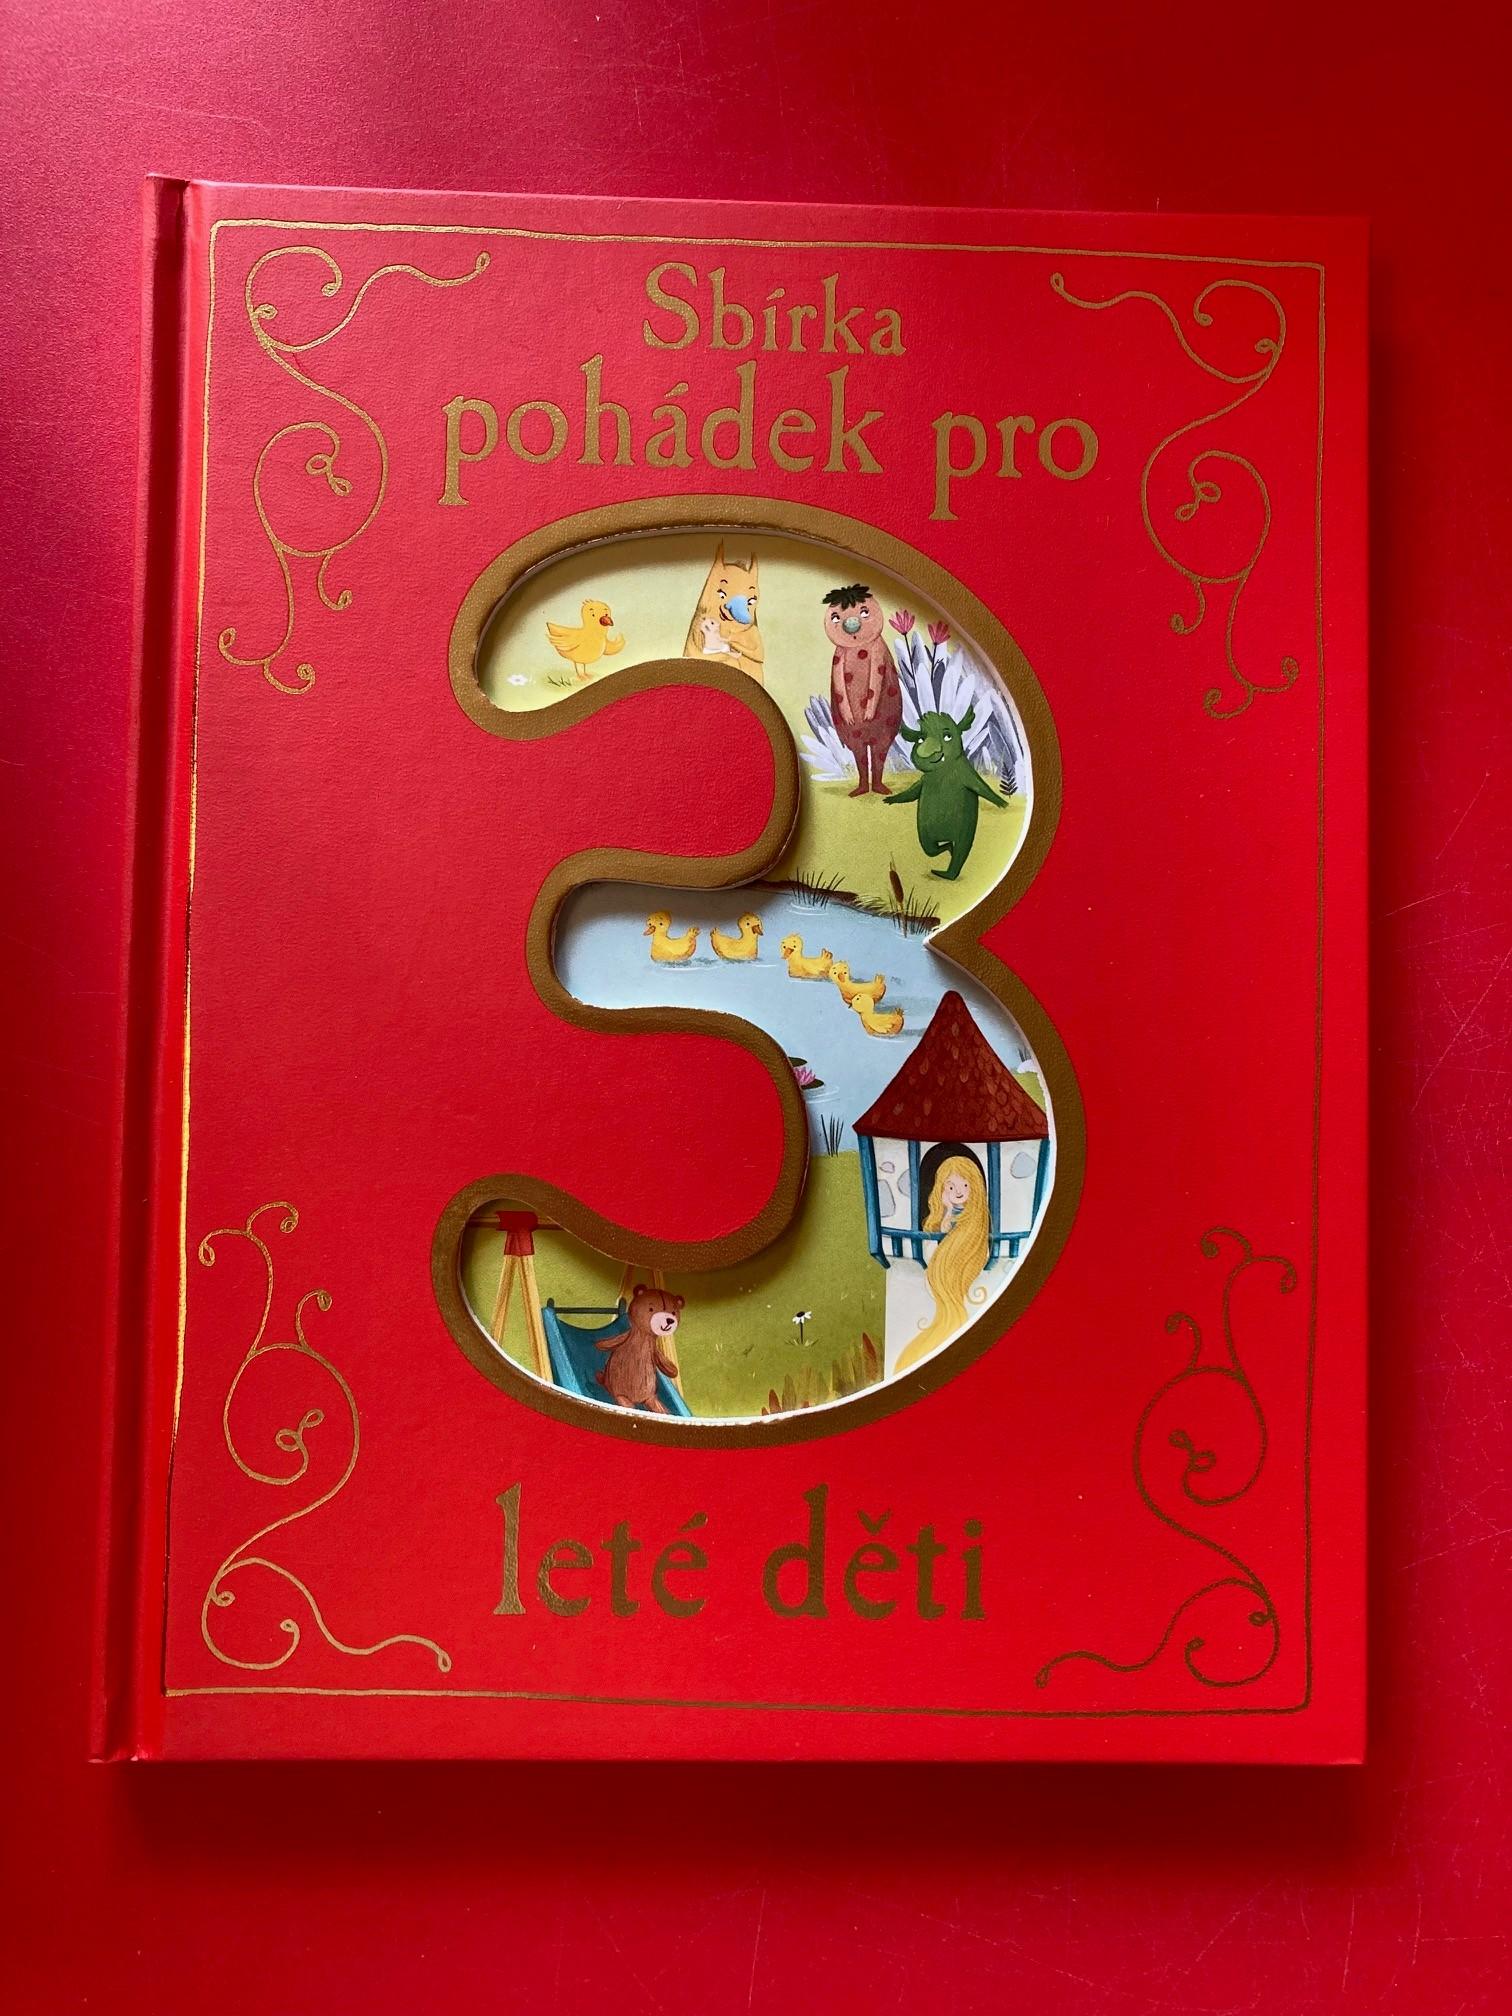 Sbírka
pohádek pro
3
leté děti